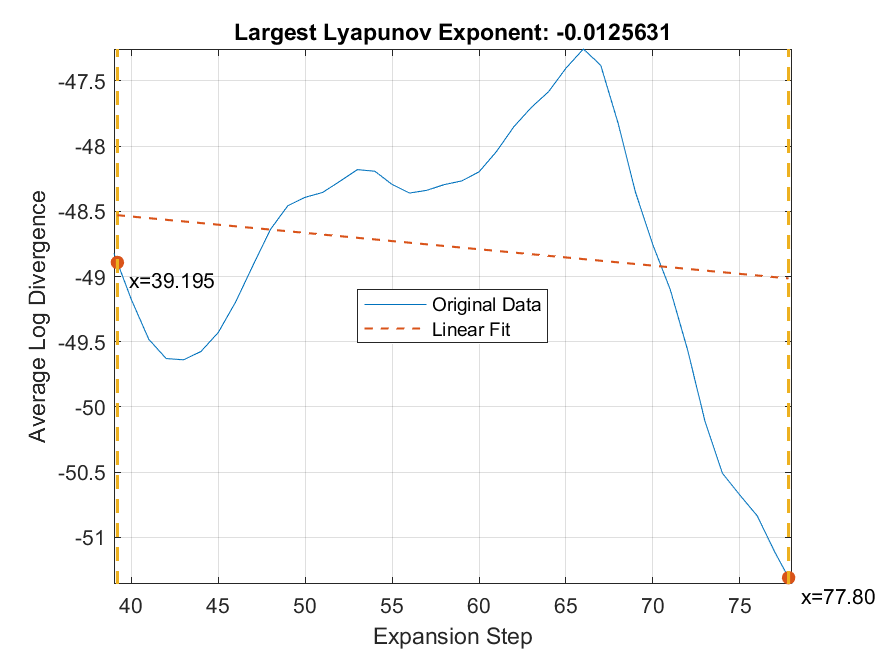 Largest Lyapunov Exponent: -0.0125631
Average Log Divergence
-47.5
-48
-48.5
-49
-49.5
-50
-50.5
-51
x=39.195
Original Data
Linear Fit
x=77.80
40 45 50 55 60 65 70 75
Expansion Step